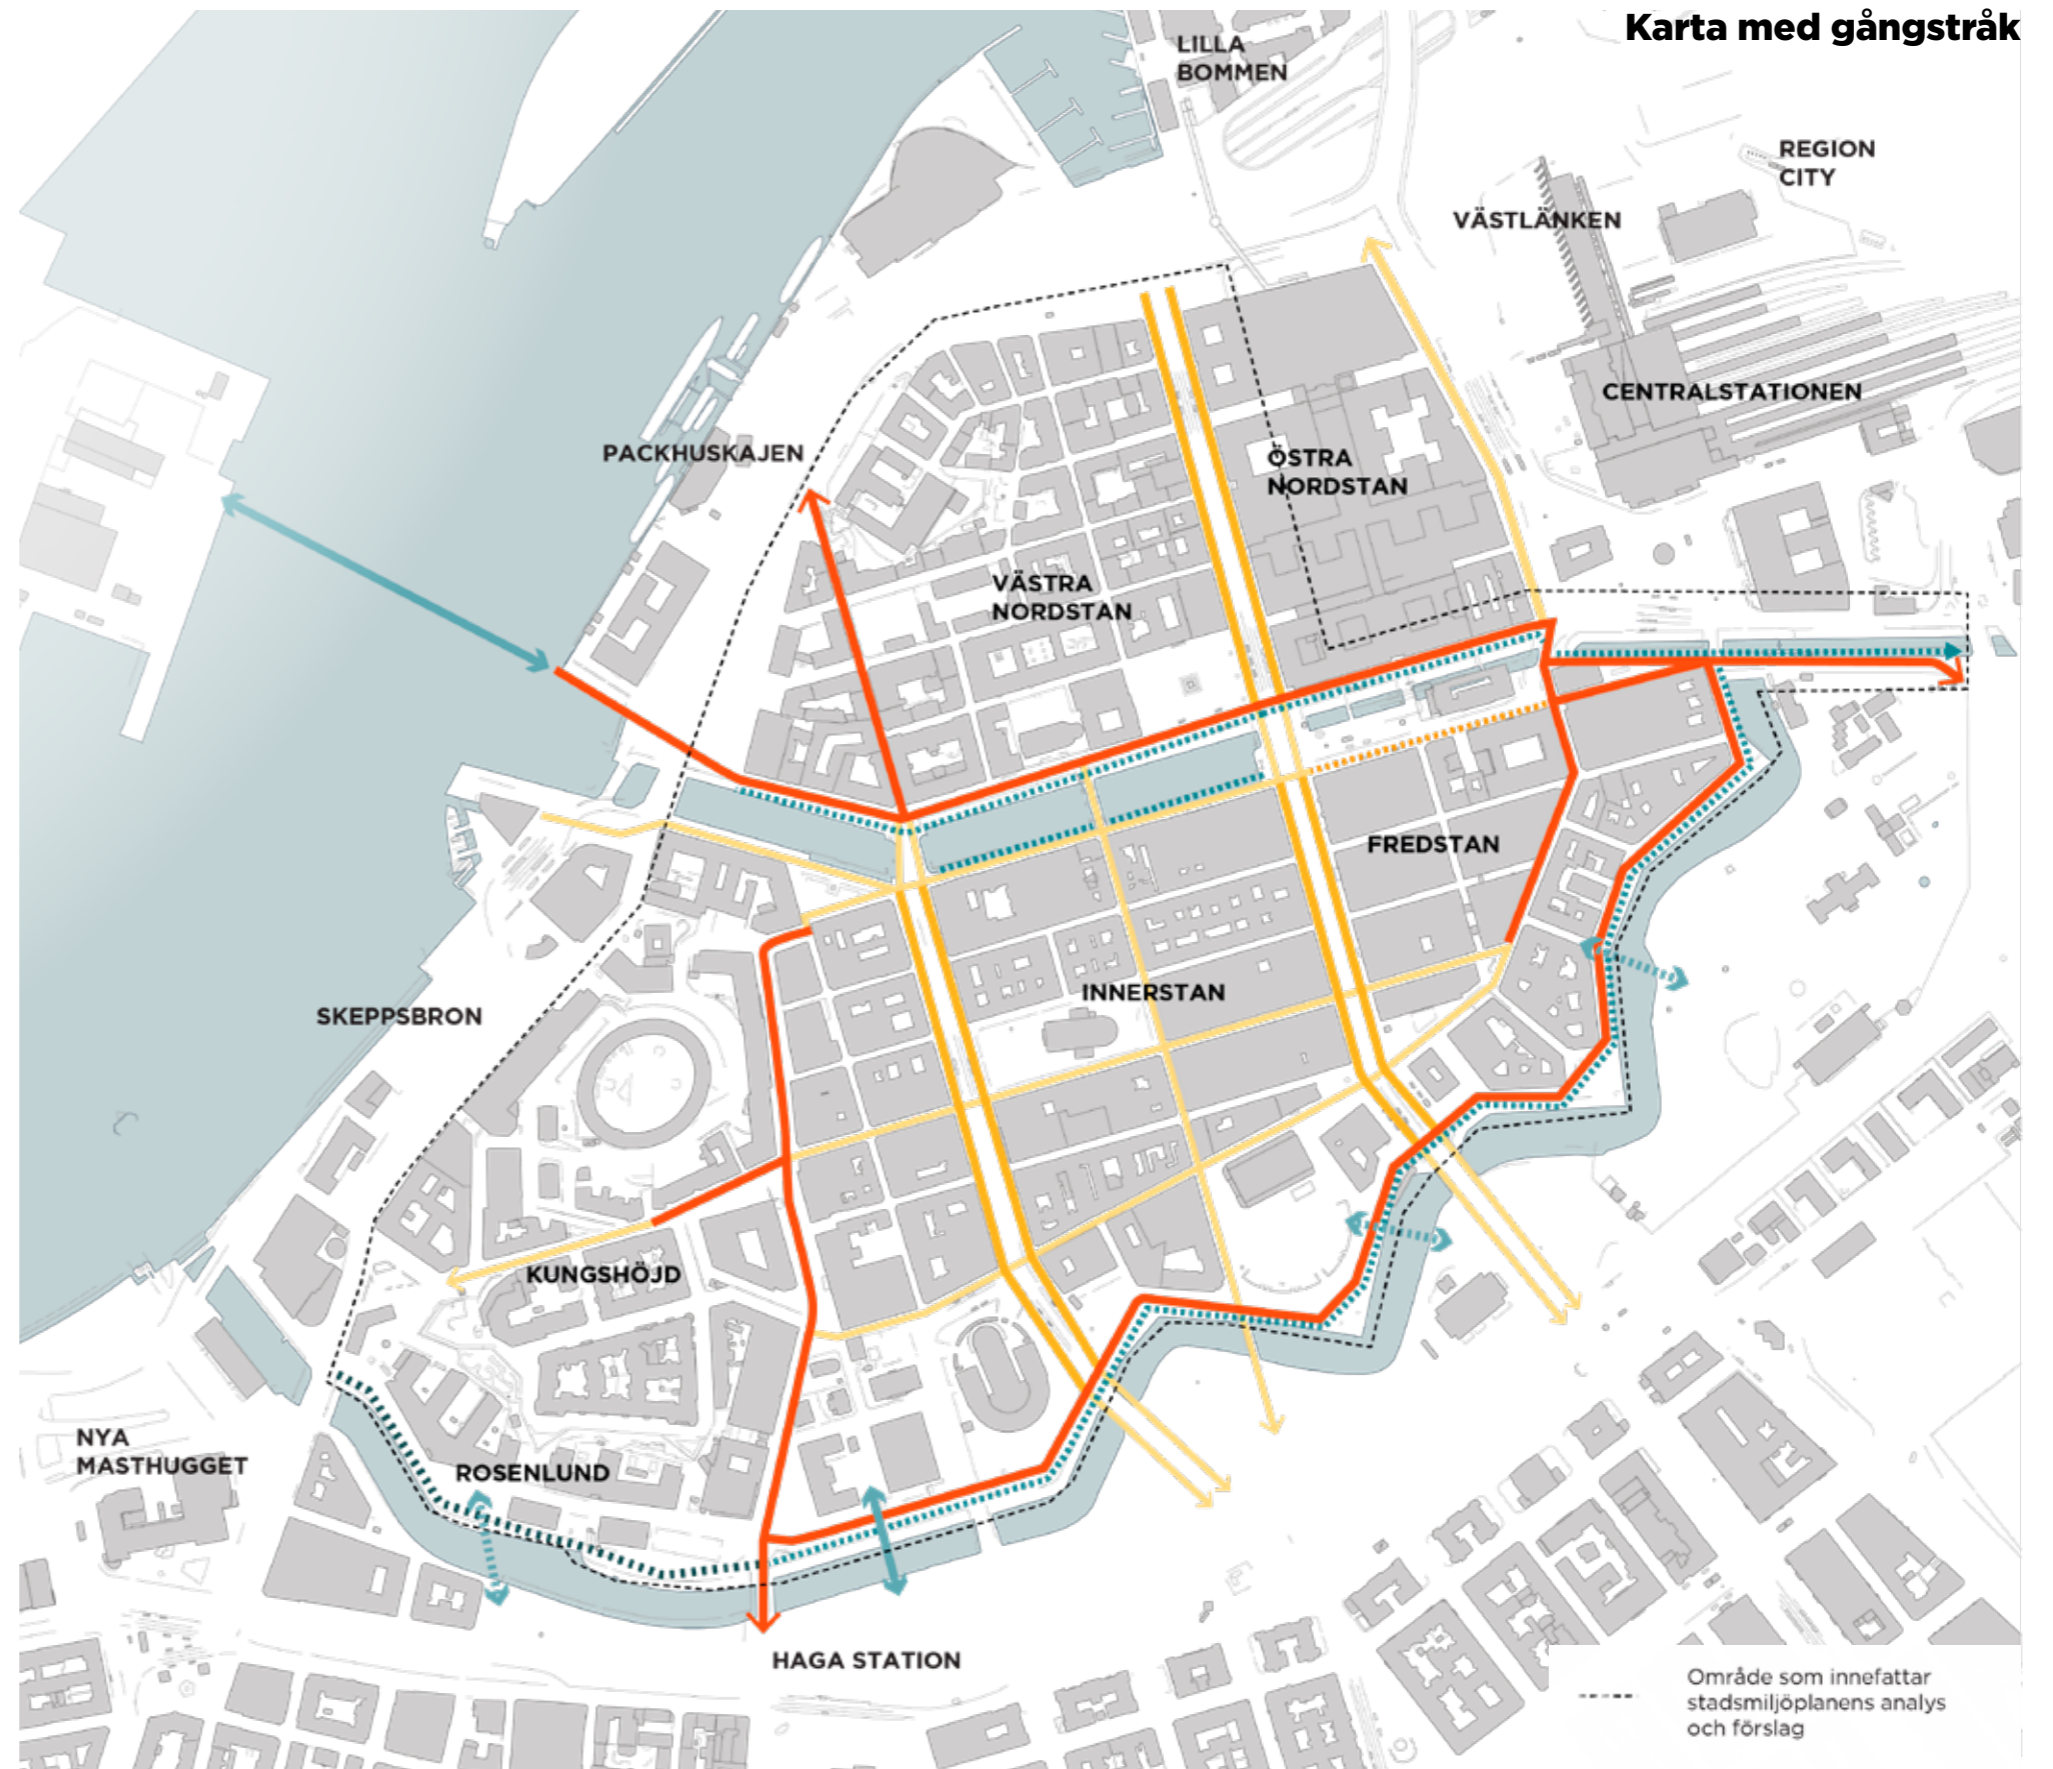 Karta med gångstråk
LILLA
BOMMEN
REGION
CITY
VÄSTLÄNKEN
CENTRALSTATIONEN
PACKHUSKAJEN
ÖSTRA
NORDSTAN
VÄSTRA
NORDSTAN
FREDSTAN
INNERSTAN
SKEPPSBRON
KUNGSHÖJD
NYA
MASTHUGGET
ROSENLUND
HAGA STATION
Område som innefattar
stadsmiljöplanens analys
och förslag